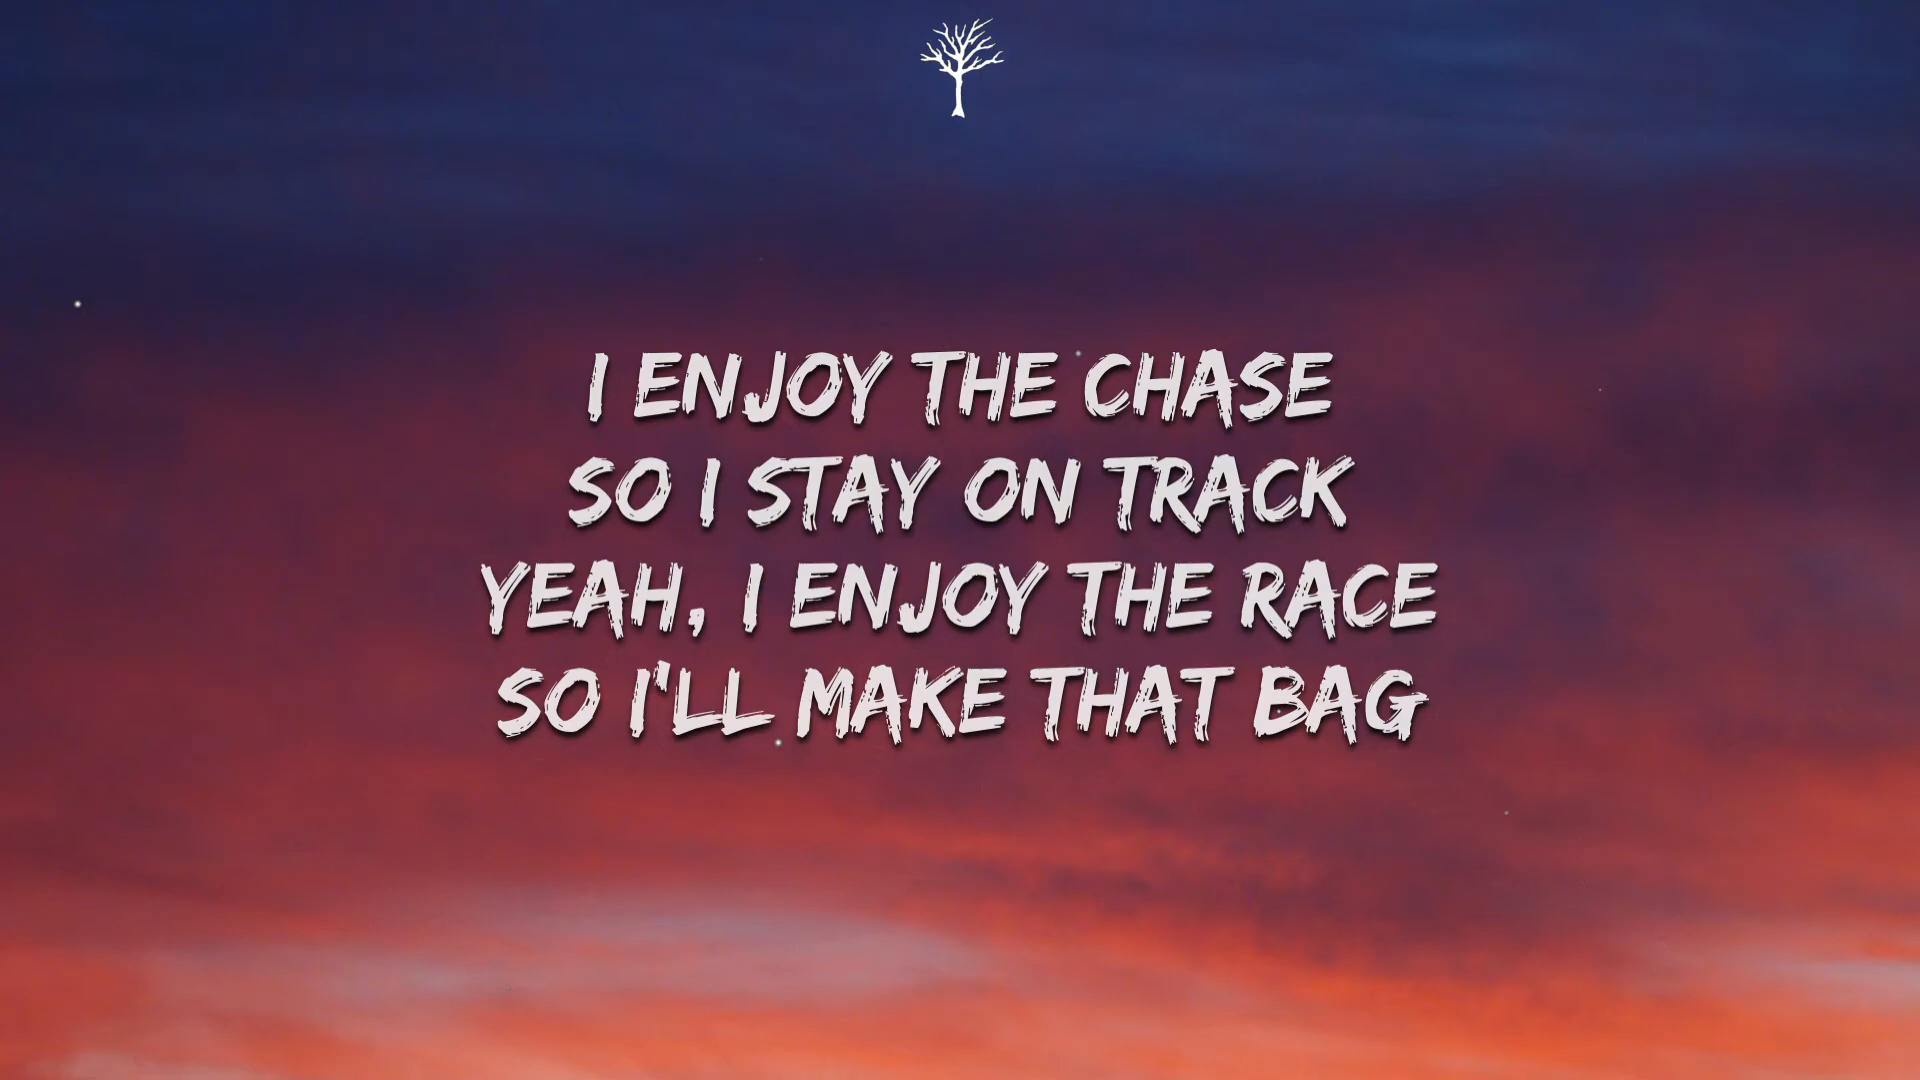 I ENJOY THE CHASE
SO I STAY ON TRACK
YEAH, I ENJOY THE RACE
SO I'LL MAKE THAT BAG